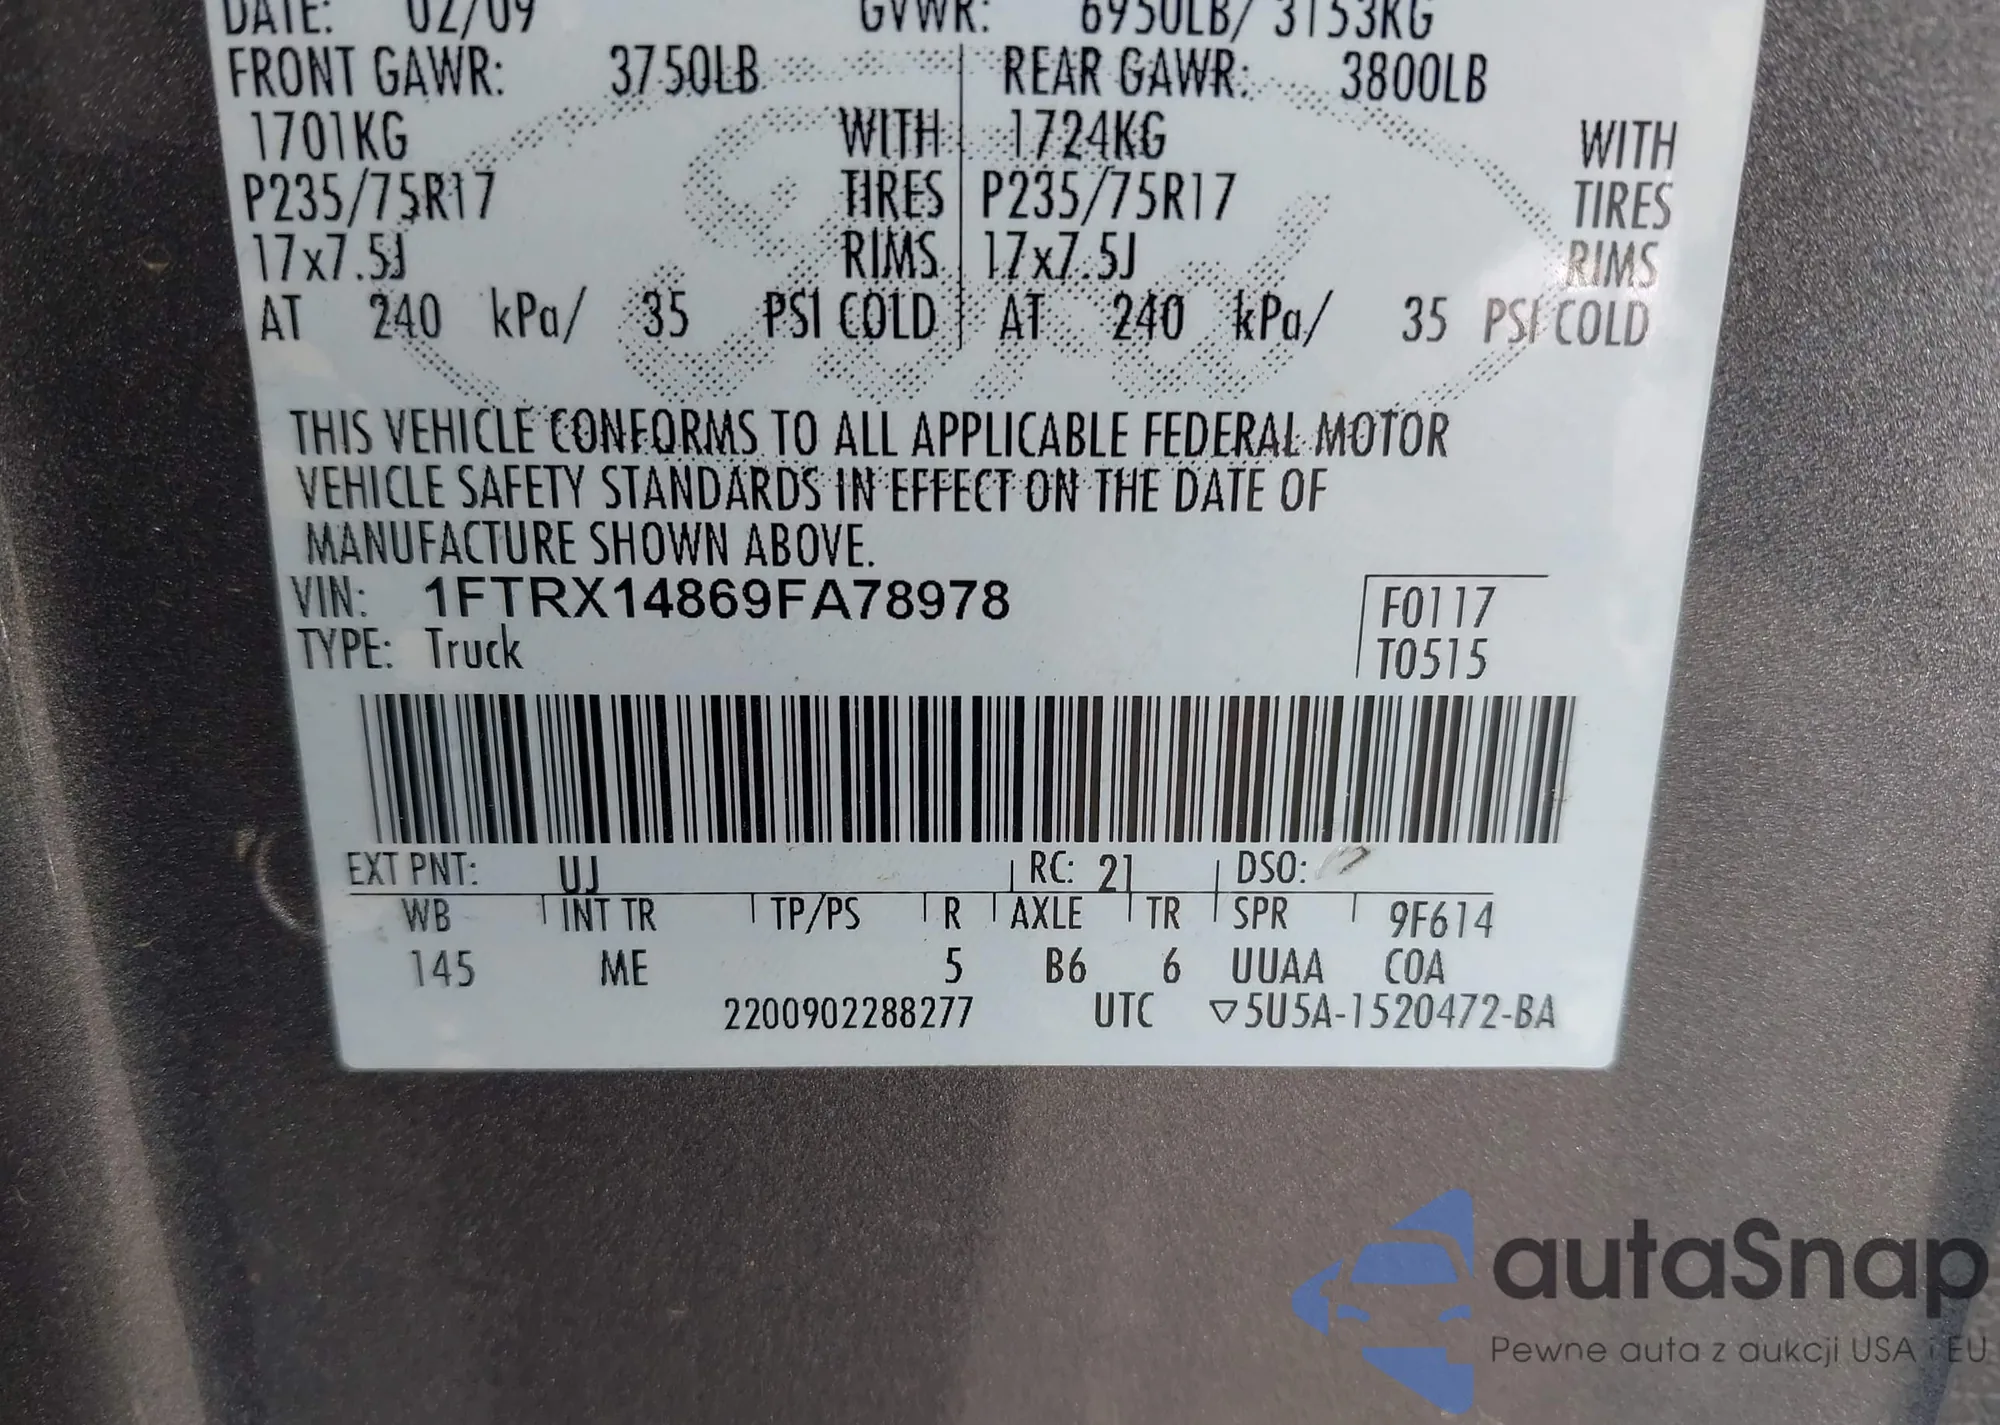 DATE: 02/09 GVWR: 6950LB/ 3153KG
FRONT GAWR: 3750LB REAR GAWR: 3800LB
1701KG WITH 1724KG WITH
P235/75R17 TIRES P235/75R17 TIRES
17x7.5J RIMS 17x7.5J RIMS
AT 240 kPa/ 35 PSI COLD AT 240 kPa/ 35 PSI COLD
THIS VEHICLE CONFORMS TO ALL APPLICABLE FEDERAL MOTOR
VEHICLE SAFETY STANDARDS IN EFFECT ON THE DATE OF
MANUFACTURE SHOWN ABOVE.
VIN: 1FTRX14869FA78978 F0117
TYPE: Truck T0515
EXT PNT: UJ RC: 21 DSO:
WB INT TR TP/PS R AXLE TR SPR 9F614
145 ME 5 B6 6 UUAA COA
2200902288277 UTC ▽5U5A-1520472-BA
autaSnap
Pewne auta z aukcji USA i EU